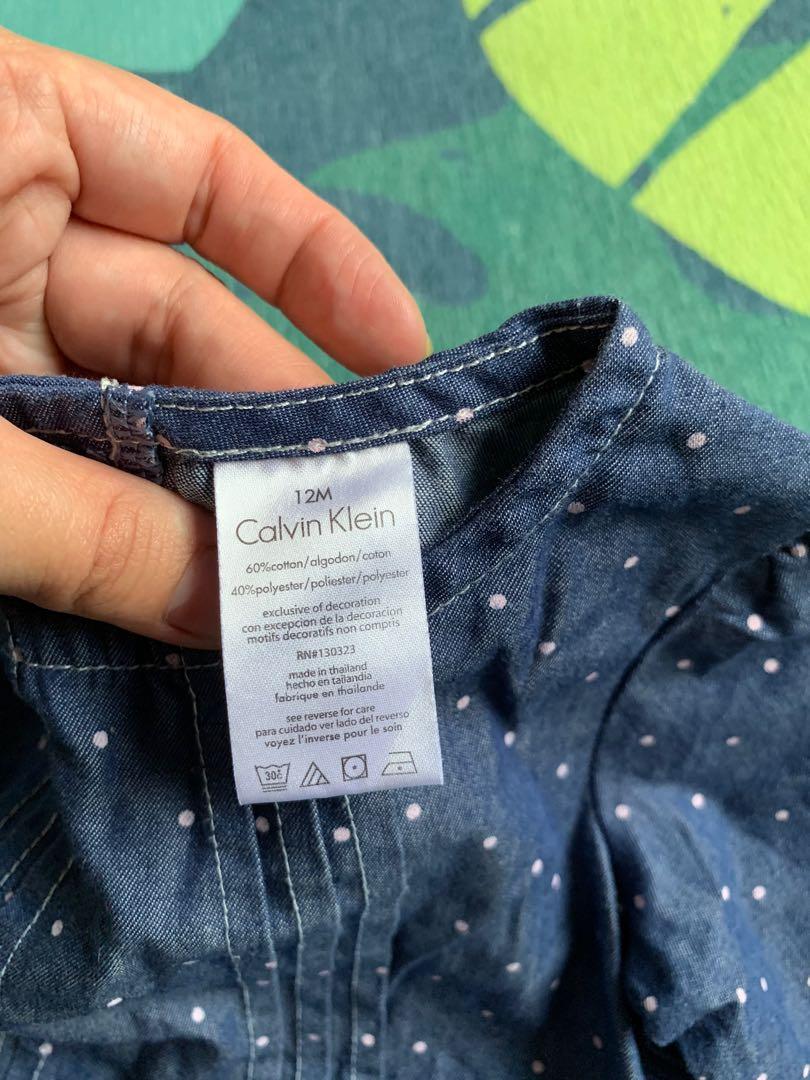 12M
Calvin Klein
60%cotton/algodon/coton
40%polyester/poliester/polyester
exclusive of decoration
con excepcion de la decoracion
motifs decoratifs non compris
RN#130323
made in thailand
hecho en tailandia
fabrique en thailande
see reverse for care
para cuidado ver lado del reverso
voyez l'inverse pour le soin
30c